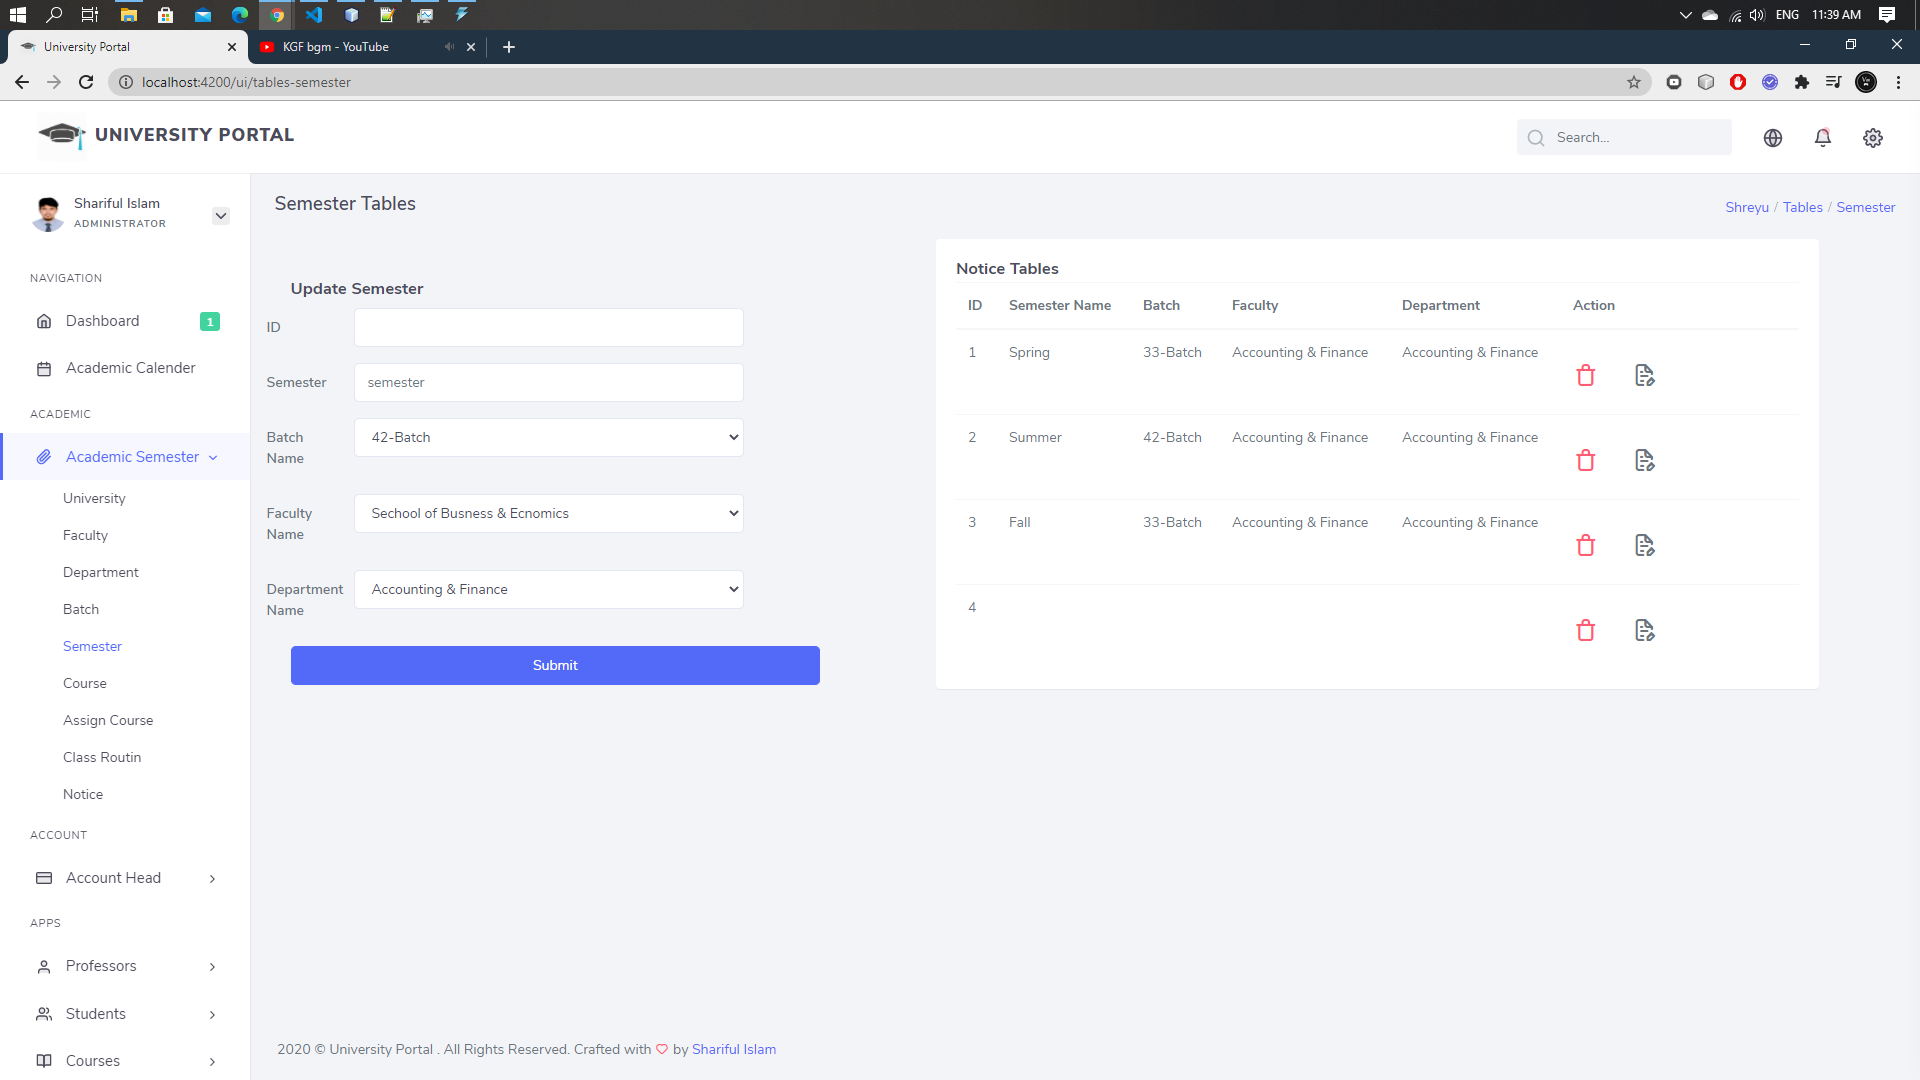 ENG 11:39 AM
University Portal
KGF bgm - YouTube
localhost:4200/ui/tables-semester
UNIVERSITY PORTAL
Search...
Shariful Islam
ADMINISTRATOR
NAVIGATION
Dashboard 1
Academic Calender
ACADEMIC
Academic Semester
University
Faculty
Department
Batch
Semester
Course
Assign Course
Class Routin
Notice
ACCOUNT
Account Head
APPS
Professors
Students
Courses
Semester Tables
Shreyu / Tables / Semester
Update Semester
ID
Semester semester
Batch Name 42-Batch
Faculty Name Sechool of Busness & Ecnomics
Department Name Accounting & Finance
Submit
Notice Tables
ID Semester Name Batch Faculty Department Action
1 Spring 33-Batch Accounting & Finance Accounting & Finance
2 Summer 42-Batch Accounting & Finance Accounting & Finance
3 Fall 33-Batch Accounting & Finance Accounting & Finance
4
2020 © University Portal . All Rights Reserved. Crafted with ♡ by Shariful Islam